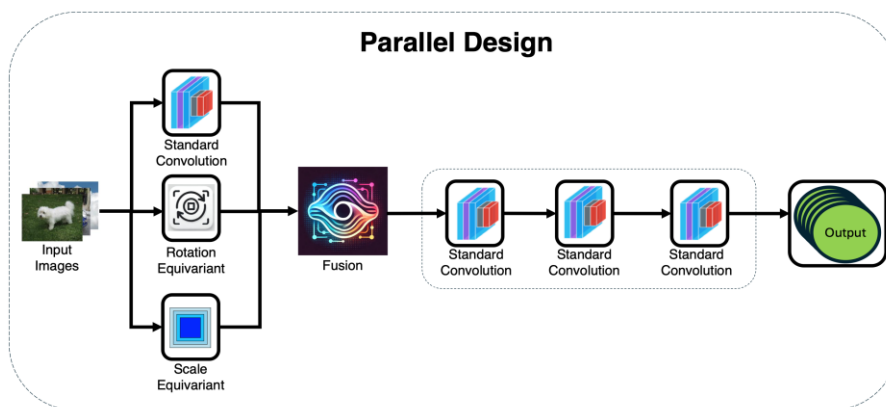 Parallel Design
Standard
Convolution
Input
Images
Rotation
Equivariant
Scale
Equivariant
Fusion
Standard
Convolution
Standard
Convolution
Standard
Convolution
Output